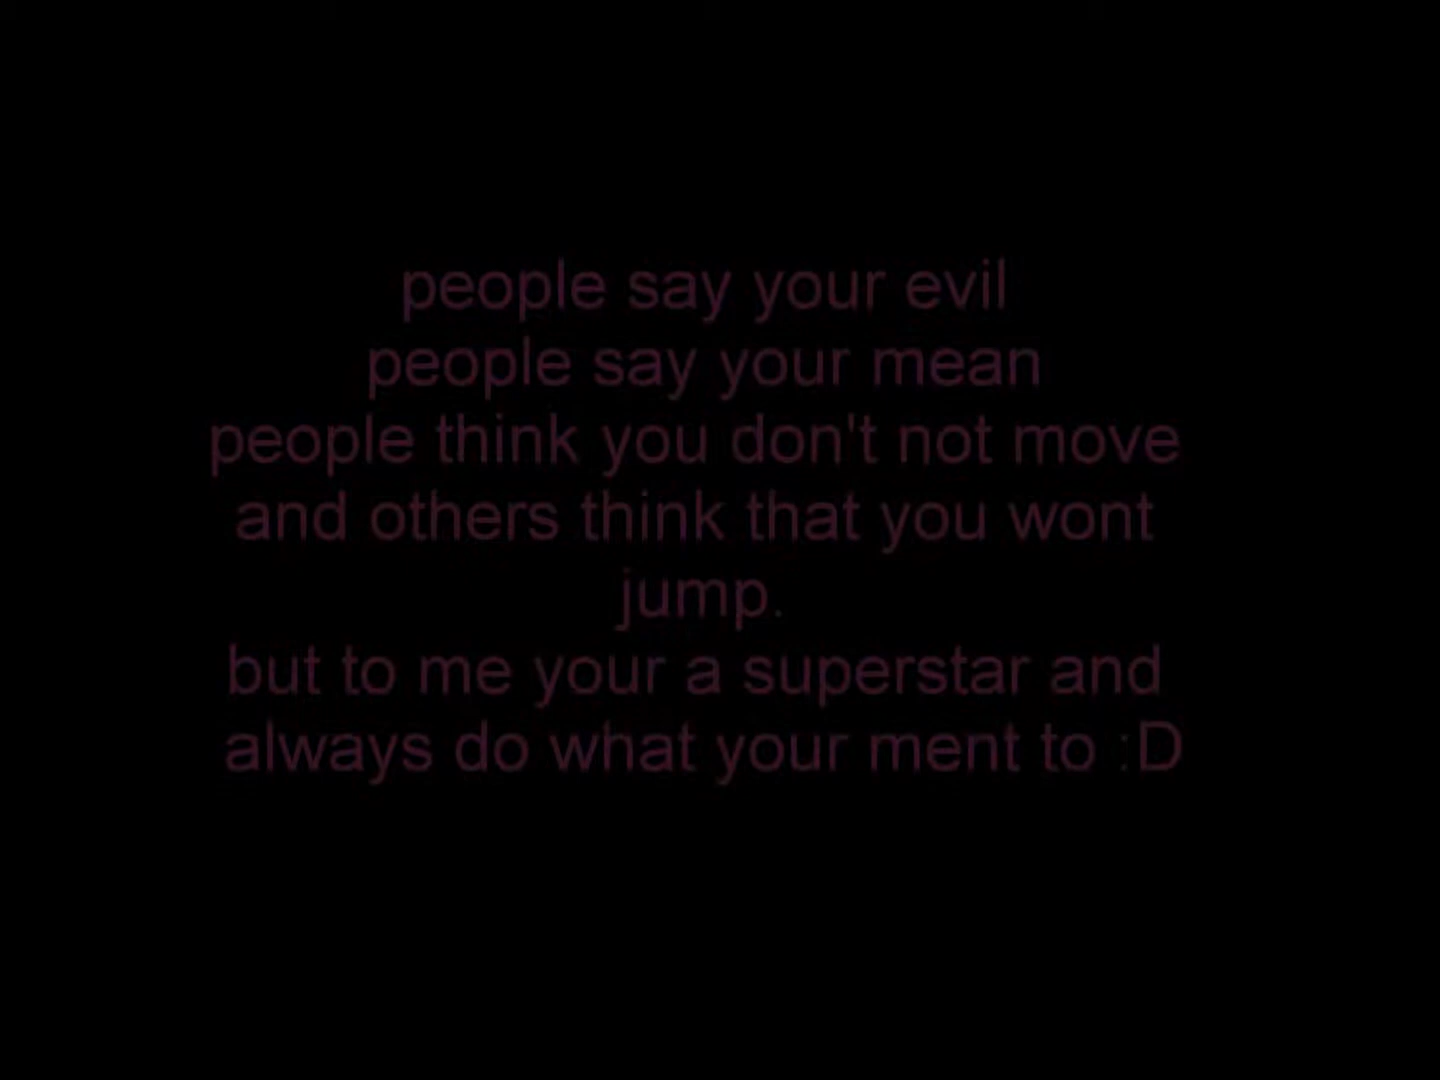 people say your evil
people say your mean
people think you don't not move
and others think that you wont
jump.
but to me your a superstar and
always do what your ment to :D